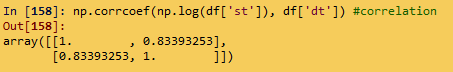 In [158]: np.corrcoef(np.log(df['st']), df['dt']) #correlation
Out[158]:
array([[1.        , 0.83393253],
       [0.83393253, 1.        ]])